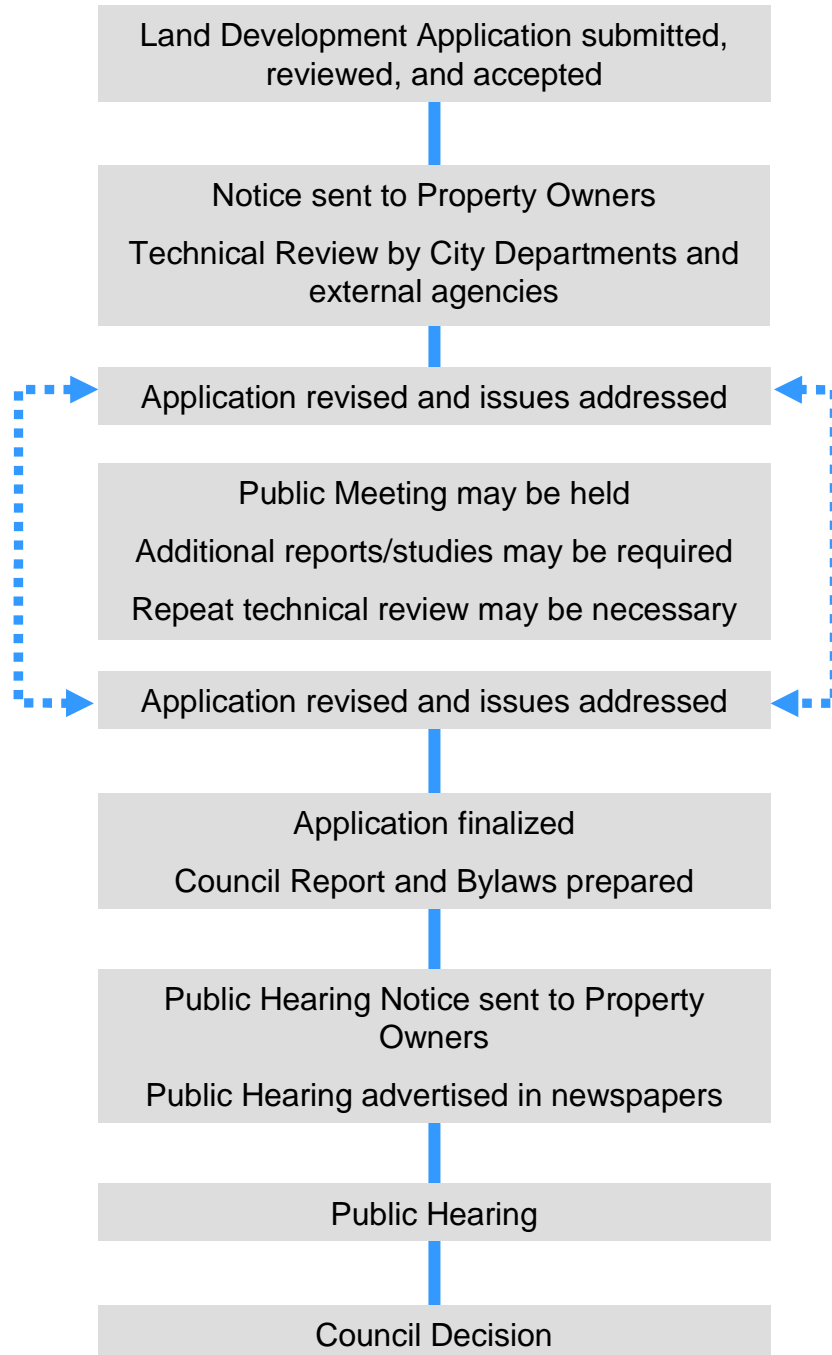 Land Development Application submitted,
reviewed, and accepted
Notice sent to Property Owners
Technical Review by City Departments and
external agencies
Application revised and issues addressed
Public Meeting may be held
Additional reports/studies may be required
Repeat technical review may be necessary
Application revised and issues addressed
Application finalized
Council Report and Bylaws prepared
Public Hearing Notice sent to Property
Owners
Public Hearing advertised in newspapers
Public Hearing
Council Decision